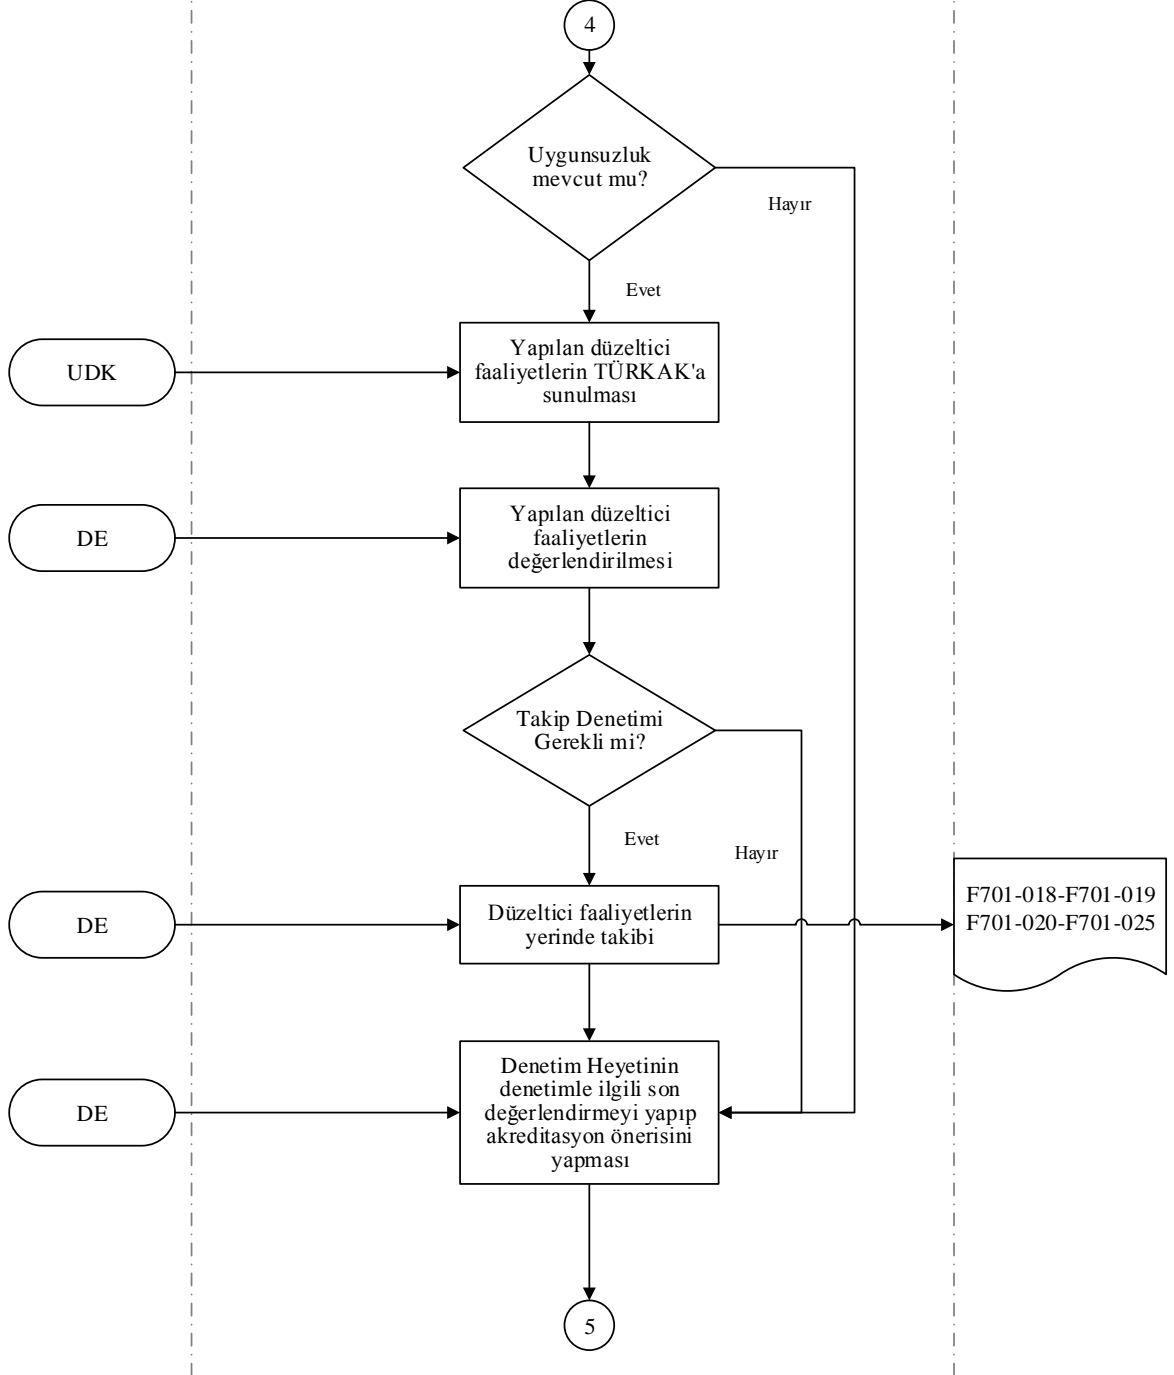 4
Uygunsuzluk
mevcut mu?
Hayır
Evet
UDK
Yapılan düzeltici
faaliyetlerin TÜRKAK'a
sunulması
DE
Yapılan düzeltici
faaliyetlerin
değerlendirilmesi
Takip Denetimi
Gerekli mi?
Evet
Hayır
DE
Düzeltici faaliyetlerin
yerinde takibi
F701-018-F701-019
F701-020-F701-025
DE
Denetim Heyetinin
denetimle ilgili son
değerlendirmeyi yapıp
akreditasyon önerisini
yapması
5